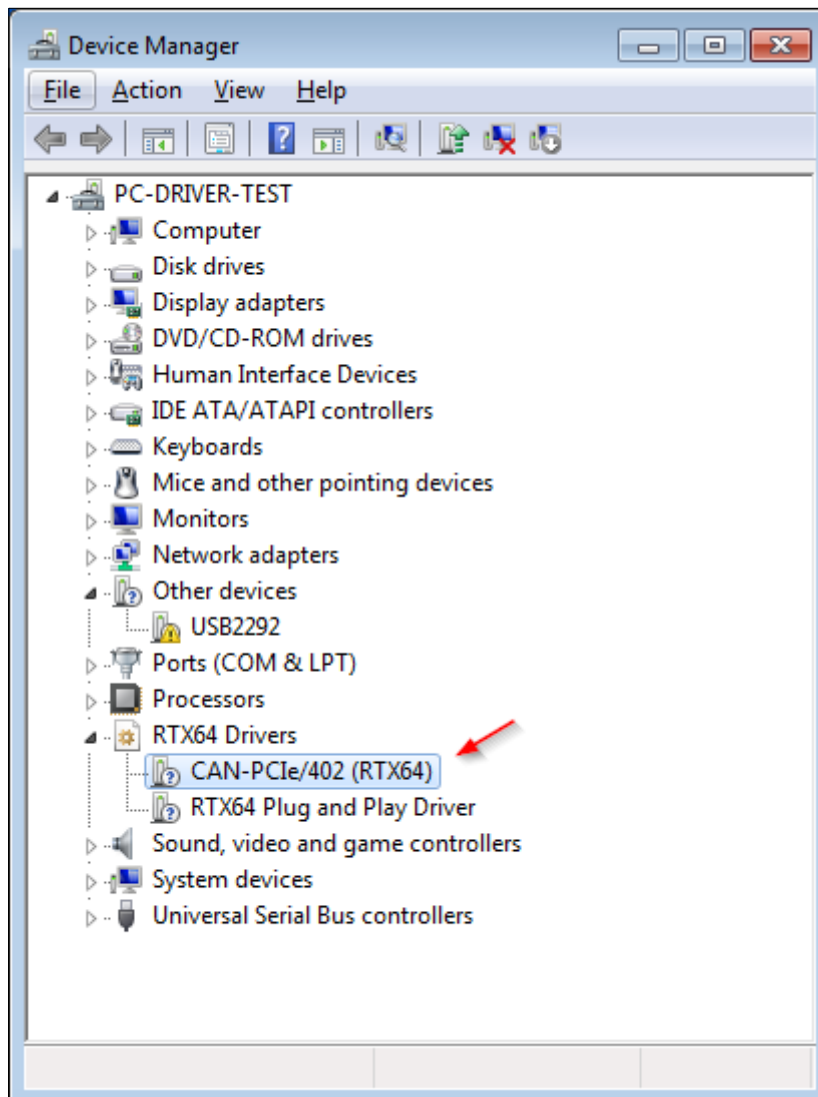 Device Manager
File Action View Help
PC-DRIVER-TEST
Computer
Disk drives
Display adapters
DVD/CD-ROM drives
Human Interface Devices
IDE ATA/ATAPI controllers
Keyboards
Mice and other pointing devices
Monitors
Network adapters
Other devices
USB2292
Ports (COM & LPT)
Processors
RTX64 Drivers
CAN-PCIe/402 (RTX64)
RTX64 Plug and Play Driver
Sound, video and game controllers
System devices
Universal Serial Bus controllers